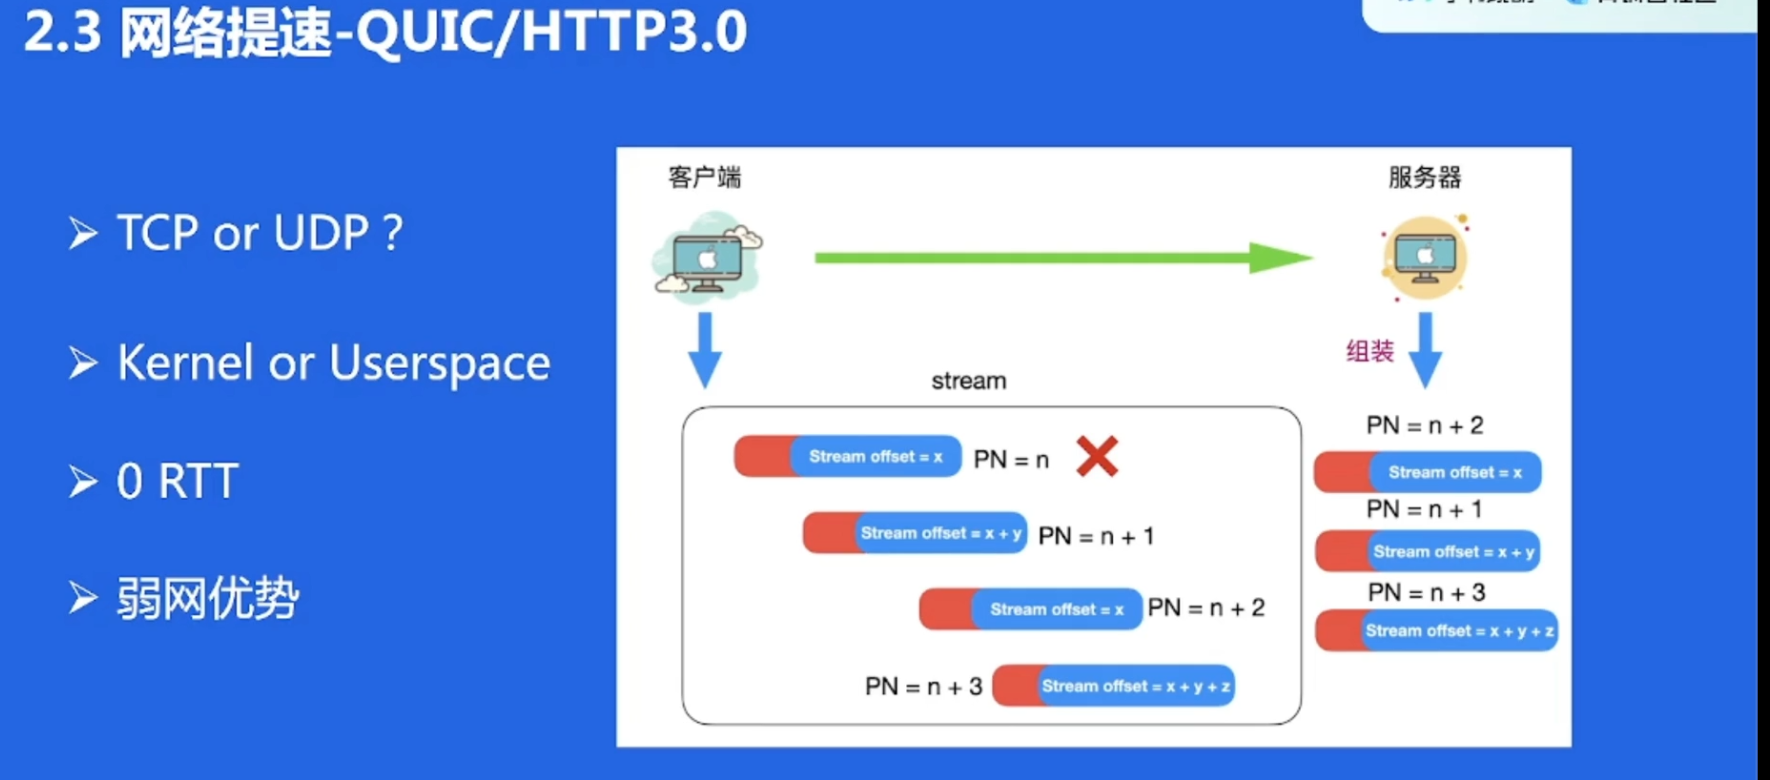 2.3 网络提速-QUIC/HTTP3.0
TCP or UDP ?
Kernel or Userspace
0 RTT
弱网优势
客户端
服务器
组装
stream
Stream offset = x PN = n
Stream offset = x + y PN = n + 1
Stream offset = x PN = n + 2
PN = n + 3 Stream offset = x + y + z
PN = n + 2
Stream offset = x
PN = n + 1
Stream offset = x + y
PN = n + 3
Stream offset = x + y + z